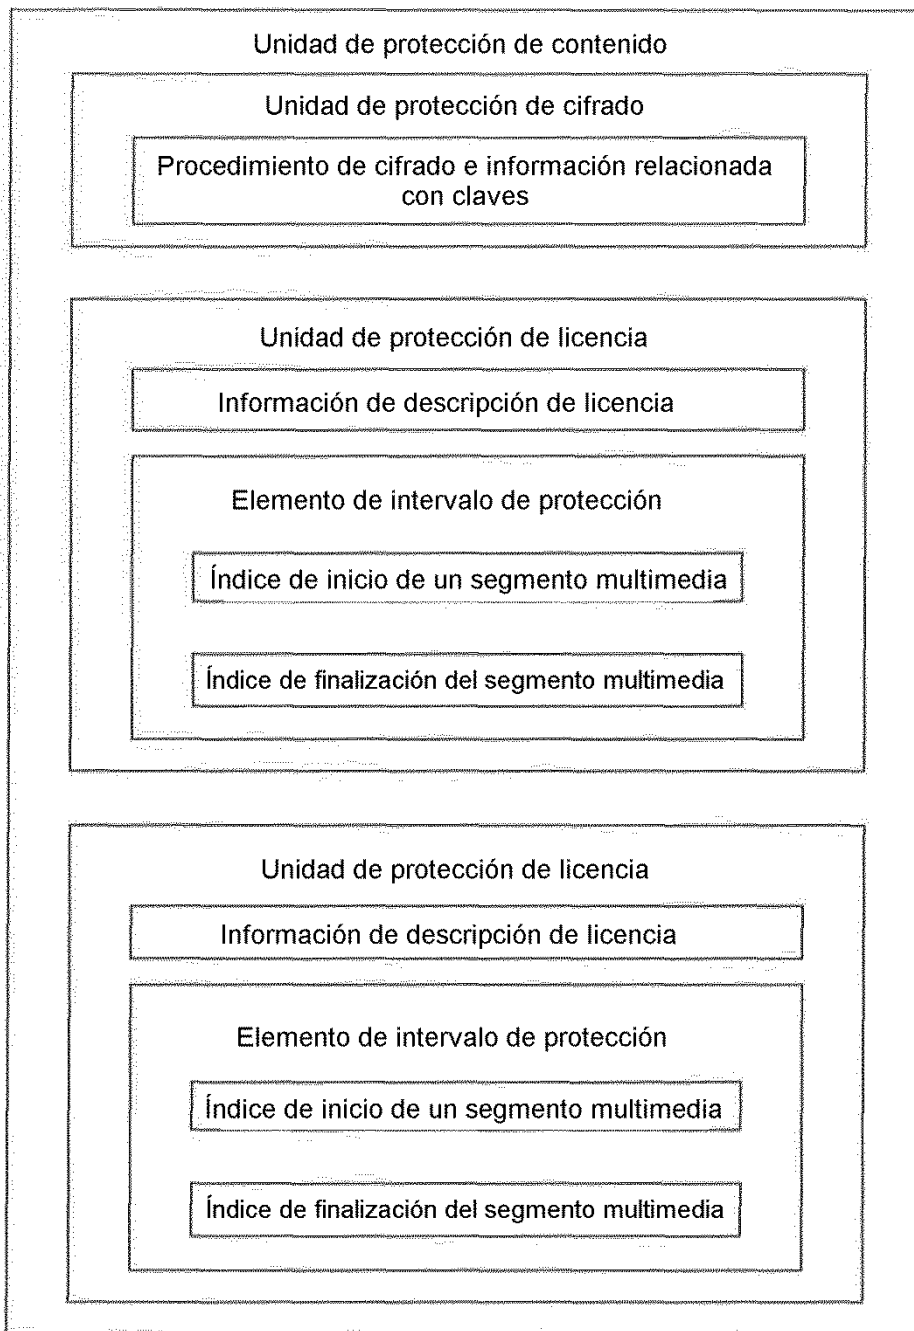 Unidad de protección de contenido
Unidad de protección de cifrado
Procedimiento de cifrado e información relacionada
con claves
Unidad de protección de licencia
Información de descripción de licencia
Elemento de intervalo de protección
Índice de inicio de un segmento multimedia
Índice de finalización del segmento multimedia
Unidad de protección de licencia
Información de descripción de licencia
Elemento de intervalo de protección
Índice de inicio de un segmento multimedia
Índice de finalización del segmento multimedia